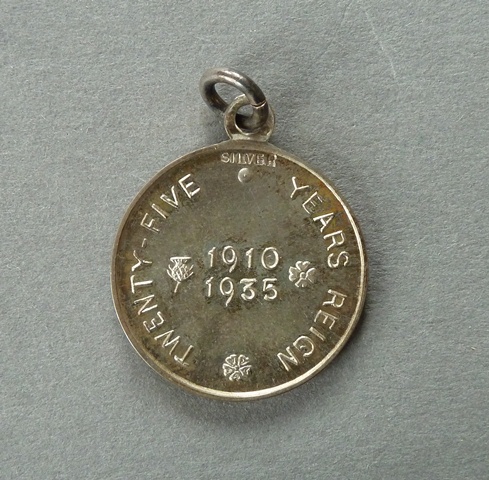 SILVER
TWENTY-FIVE YEARS REIGN
1910
1935